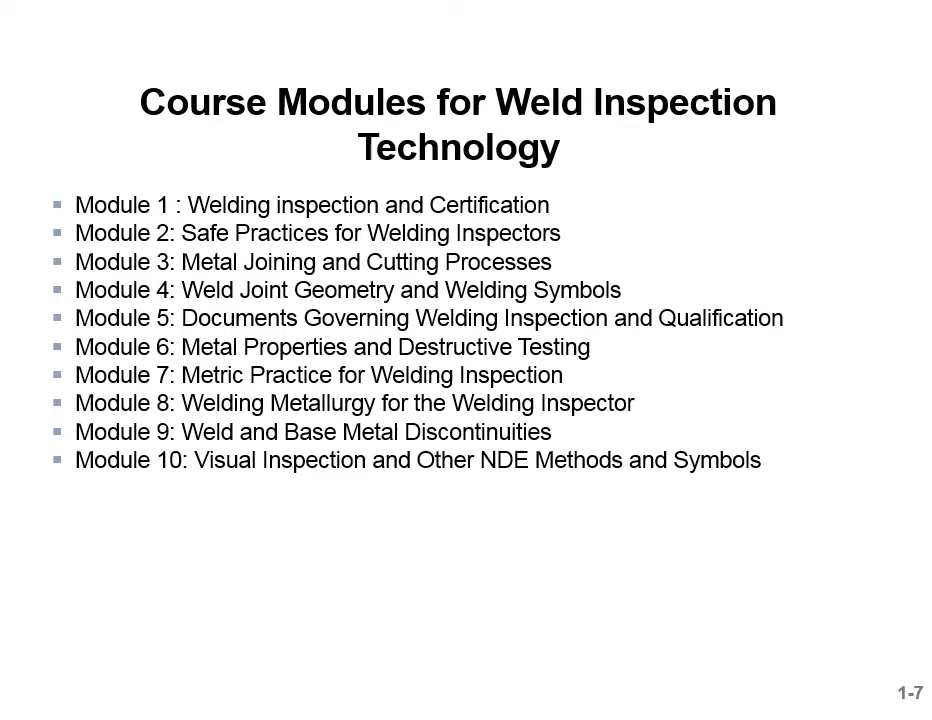 Course Modules for Weld Inspection
Technology
▪ Module 1 : Welding inspection and Certification
▪ Module 2: Safe Practices for Welding Inspectors
▪ Module 3: Metal Joining and Cutting Processes
▪ Module 4: Weld Joint Geometry and Welding Symbols
▪ Module 5: Documents Governing Welding Inspection and Qualification
▪ Module 6: Metal Properties and Destructive Testing
▪ Module 7: Metric Practice for Welding Inspection
▪ Module 8: Welding Metallurgy for the Welding Inspector
▪ Module 9: Weld and Base Metal Discontinuities
▪ Module 10: Visual Inspection and Other NDE Methods and Symbols
1-7